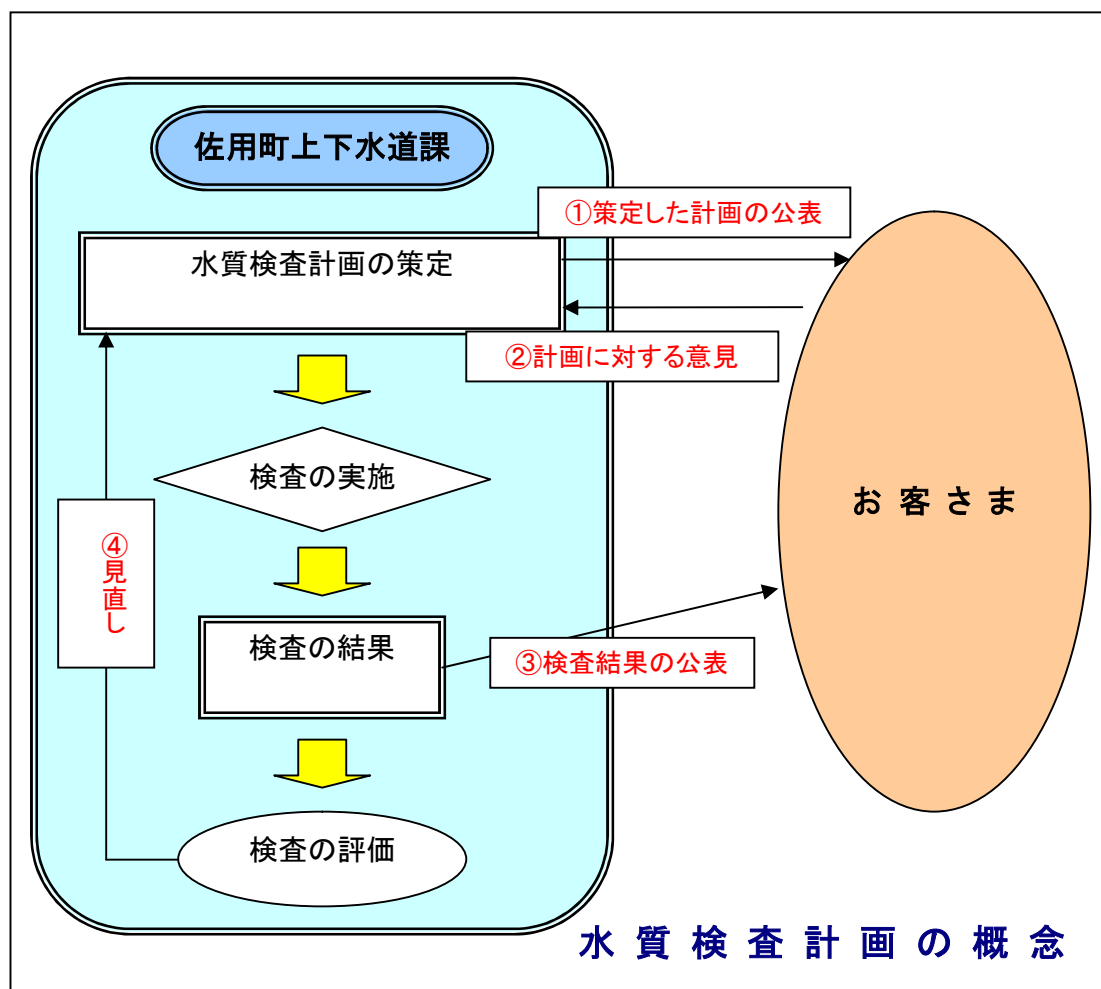 佐用町上下水道課
①策定した計画の公表
水質検査計画の策定
②計画に対する意見
検査の実施
お客さま
④見直し
検査の結果
③検査結果の公表
検査の評価
水質検査計画の概念